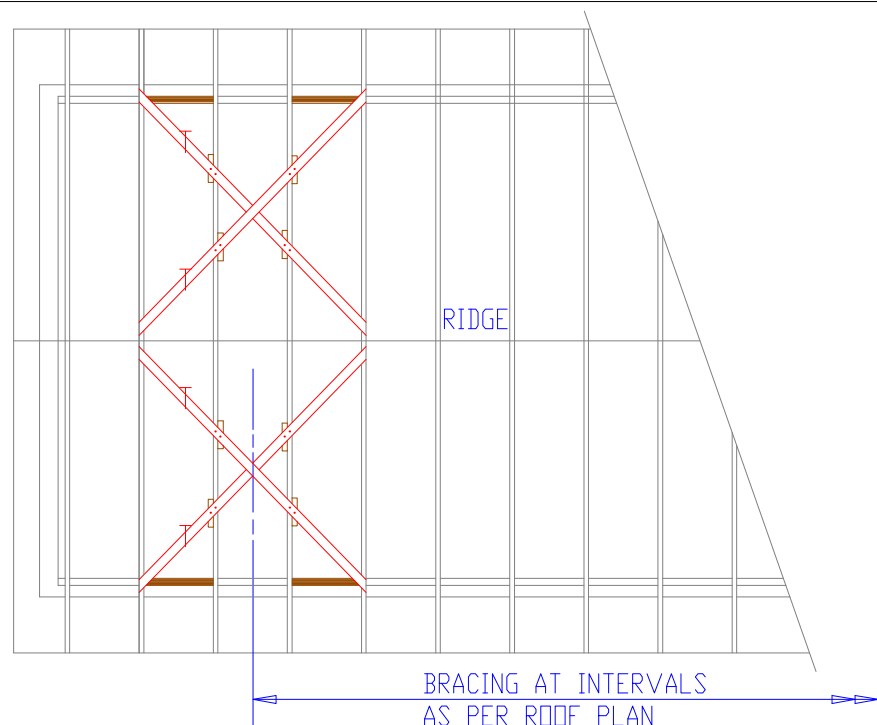 T
T
RIDGE
T
T
BRACING AT INTERVALS
AS PER ROOF PLAN